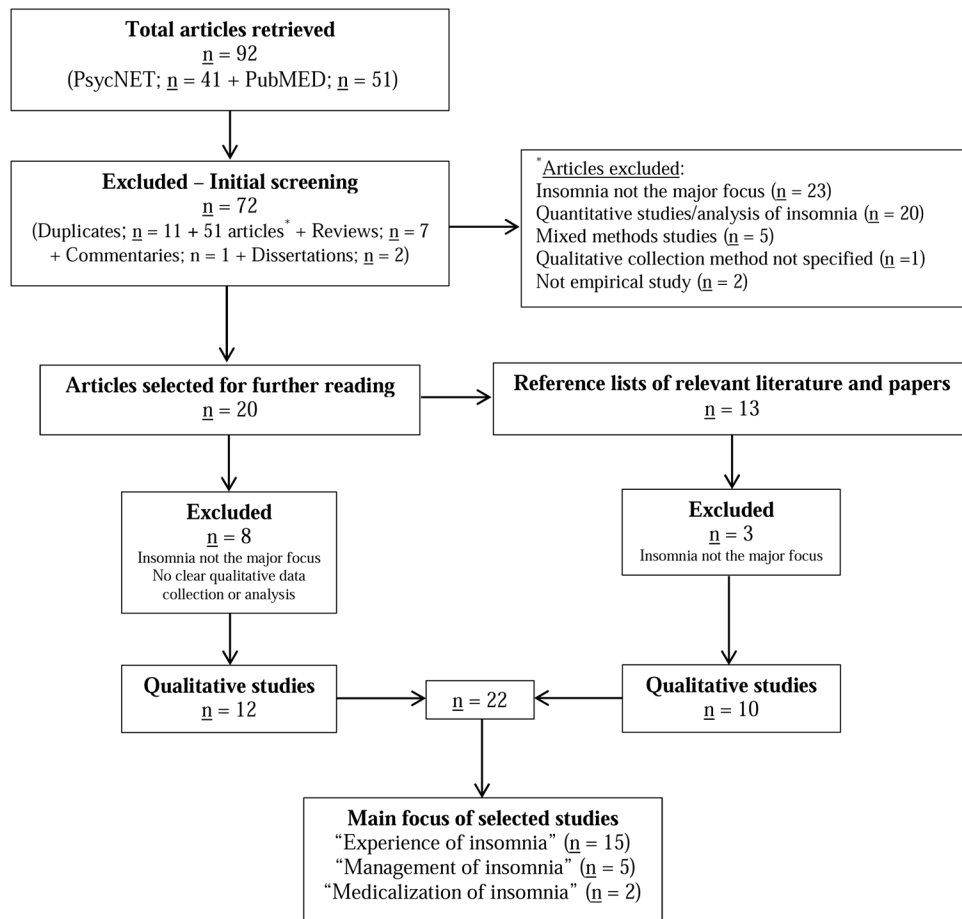 Total articles retrieved
n = 92
(PsycNET; n = 41 + PubMED; n = 51)
Excluded – Initial screening
n = 72
(Duplicates; n = 11 + 51 articles* + Reviews; n = 7
+ Commentaries; n = 1 + Dissertations; n = 2)
*Articles excluded:
Insomnia not the major focus (n = 23)
Quantitative studies/analysis of insomnia (n = 20)
Mixed methods studies (n = 5)
Qualitative collection method not specified (n =1)
Not empirical study (n = 2)
Articles selected for further reading
n = 20
Reference lists of relevant literature and papers
n = 13
Excluded
n = 8
Insomnia not the major focus
No clear qualitative data
collection or analysis
Excluded
n = 3
Insomnia not the major focus
Qualitative studies
n = 12
n = 22
Qualitative studies
n = 10
Main focus of selected studies
“Experience of insomnia” (n = 15)
“Management of insomnia” (n = 5)
“Medicalization of insomnia” (n = 2)